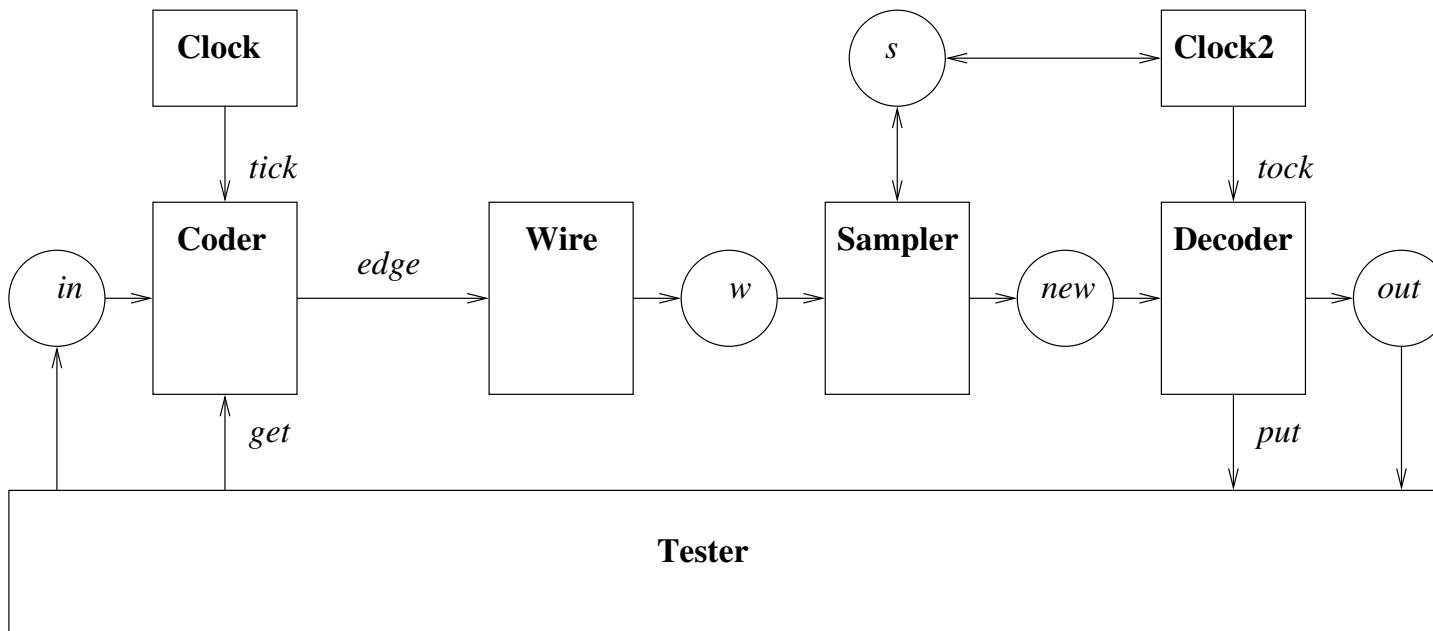 Clock
s
Clock2
tick
tock
Coder
Wire
Sampler
Decoder
edge
in
w
new
out
get
put
Tester